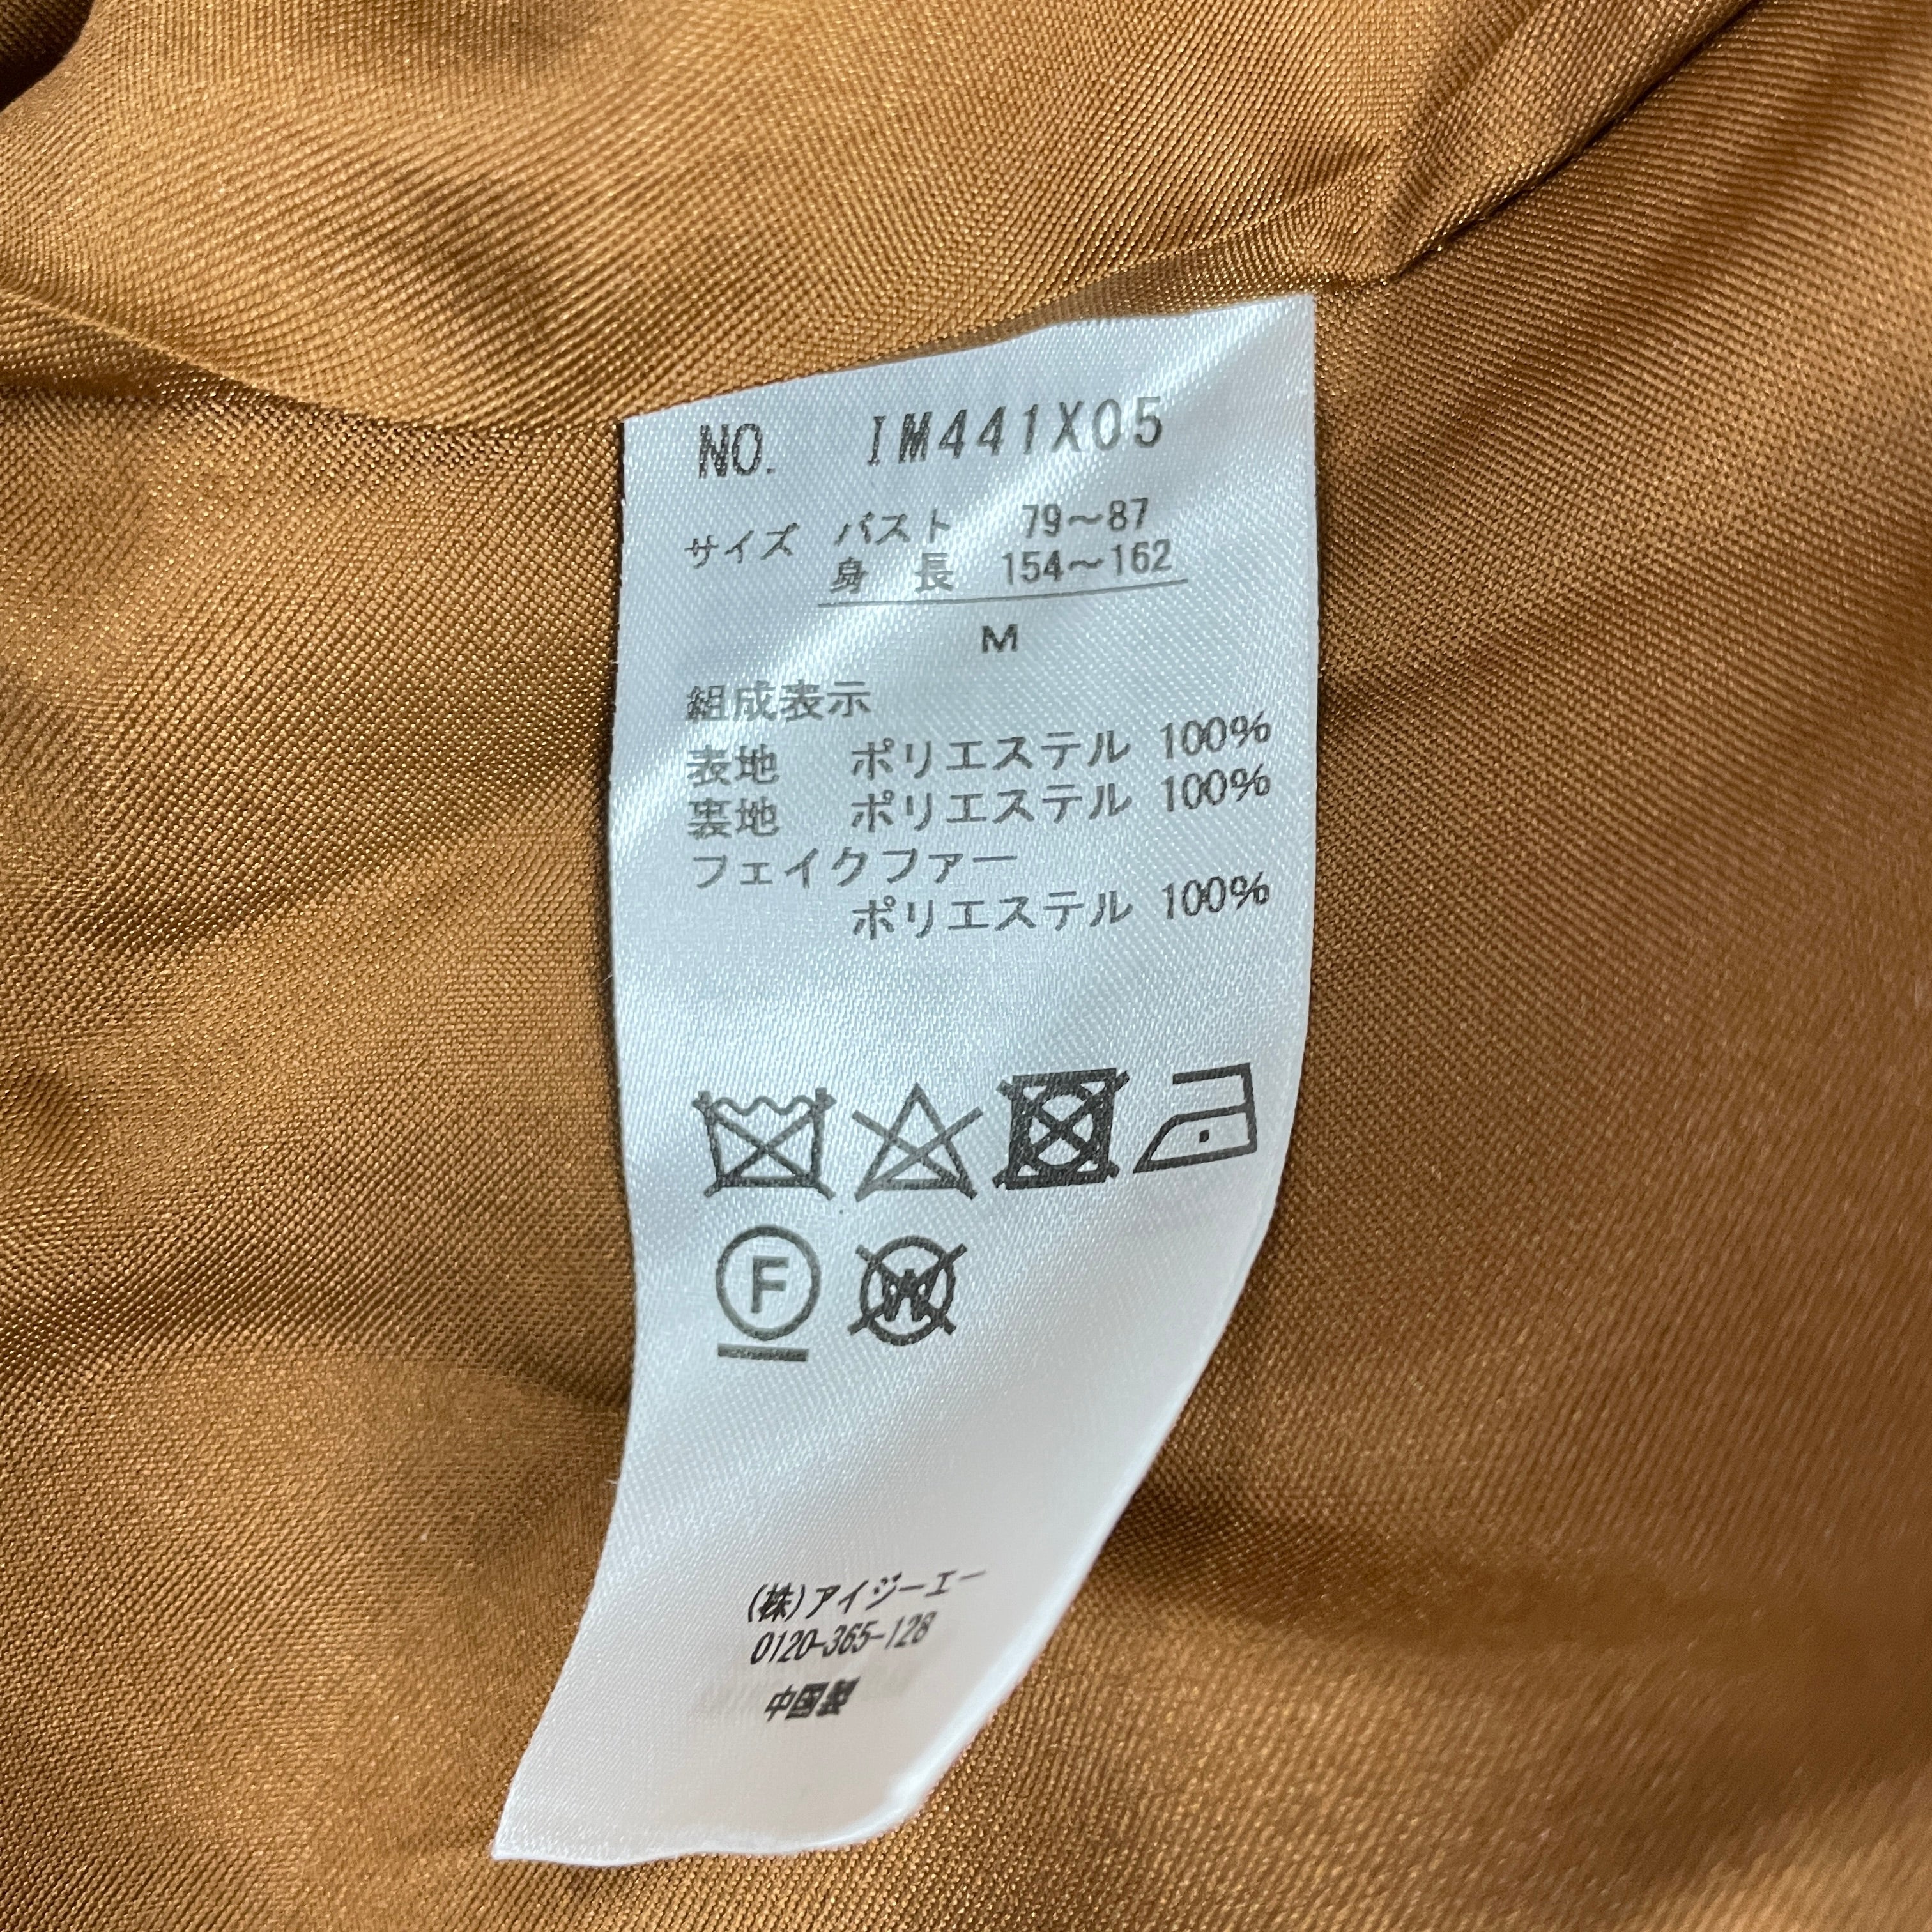 NO. IM441X05
サイズ バスト 79～87
身 長 154～162
M
組成表示
表地 ポリエステル 100%
裏地 ポリエステル 100%
フェイクファー
ポリエステル 100%
F W
(株)アイジーエー
0120-365-128
中国製